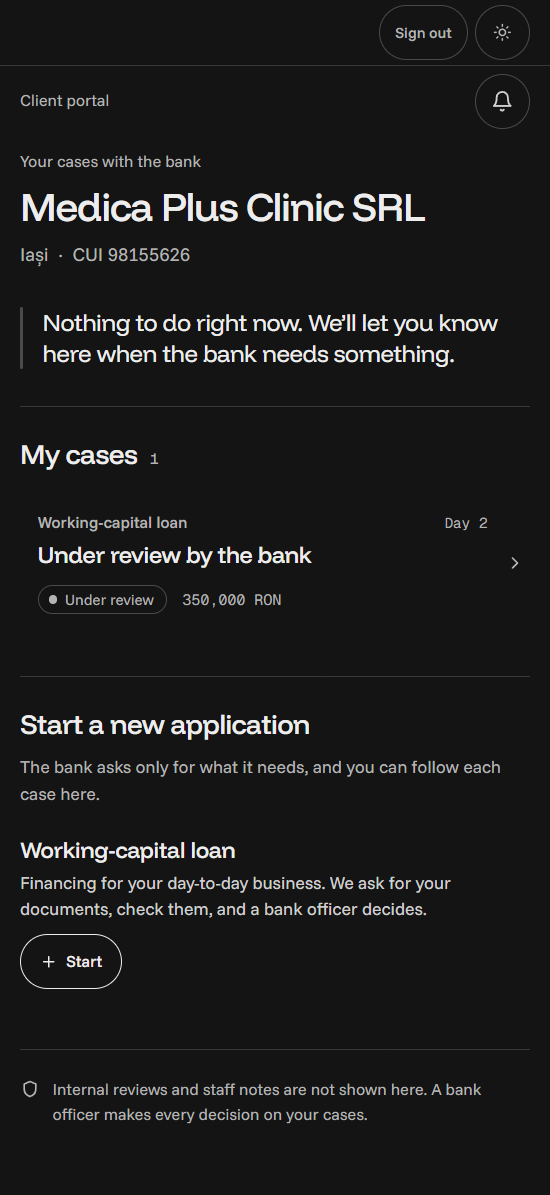 Sign out
Client portal
Your cases with the bank
Medica Plus Clinic SRL
Iași · CUI 98155626
Nothing to do right now. We’ll let you know
here when the bank needs something.
My cases 1
Working-capital loan Day 2
Under review by the bank
Under review 350,000 RON
Start a new application
The bank asks only for what it needs, and you can follow each
case here.
Working-capital loan
Financing for your day-to-day business. We ask for your
documents, check them, and a bank officer decides.
+ Start
Internal reviews and staff notes are not shown here. A bank
officer makes every decision on your cases.